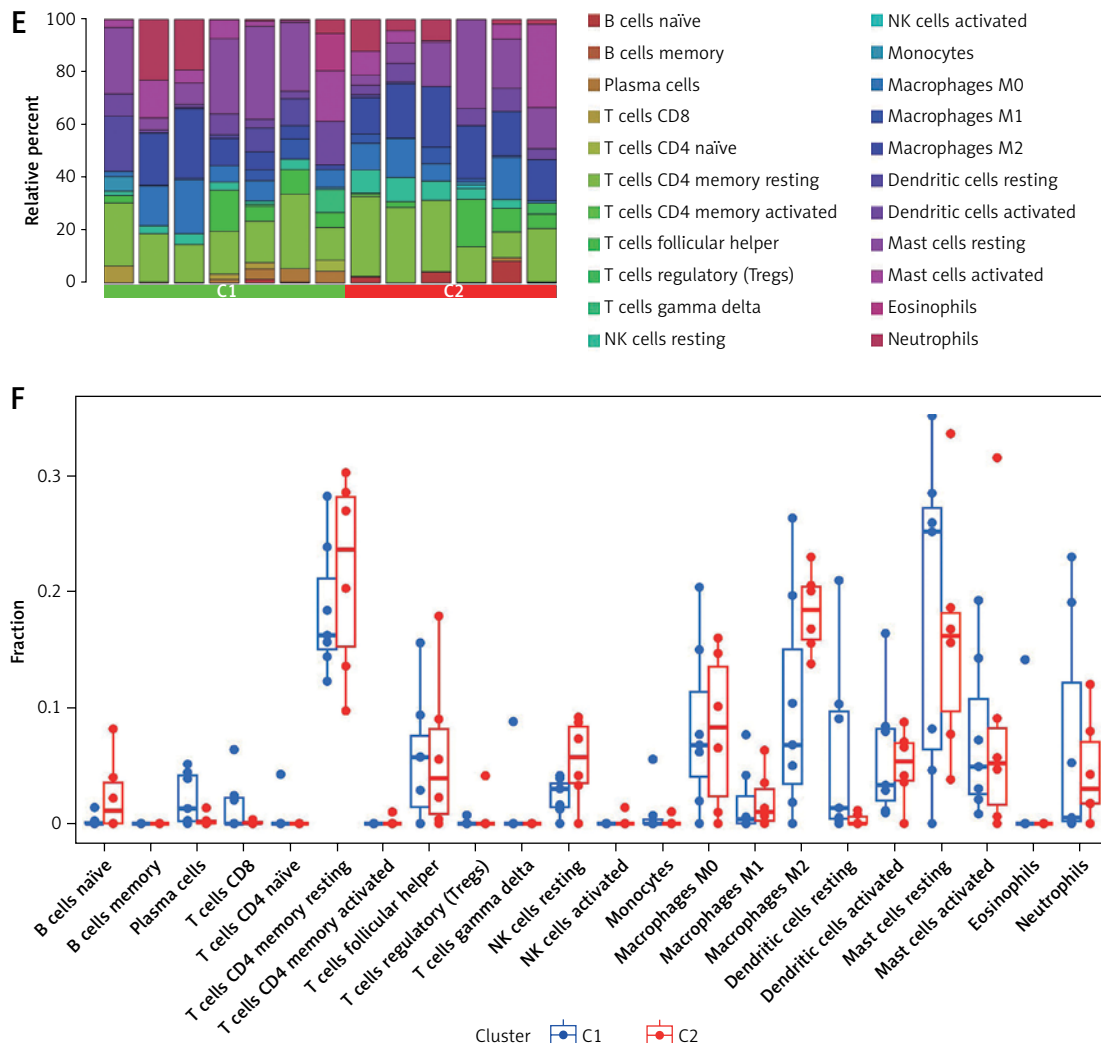 E
100
80
60
40
20
0
Relative percent
C1
C2
B cells naïve
B cells memory
Plasma cells
T cells CD8
T cells CD4 naïve
T cells CD4 memory resting
T cells CD4 memory activated
T cells follicular helper
T cells regulatory (Tregs)
T cells gamma delta
NK cells resting
NK cells activated
Monocytes
Macrophages M0
Macrophages M1
Macrophages M2
Dendritic cells resting
Dendritic cells activated
Mast cells resting
Mast cells activated
Eosinophils
Neutrophils
F
0.3
0.2
0.1
0
Fraction
B cells naïve
B cells memory
Plasma cells
T cells CD8
T cells CD4 naïve
T cells CD4 memory resting
T cells CD4 memory activated
T cells follicular helper
T cells regulatory (Tregs)
T cells gamma delta
NK cells resting
NK cells activated
Monocytes
Macrophages M0
Macrophages M1
Macrophages M2
Dendritic cells resting
Dendritic cells activated
Mast cells resting
Mast cells activated
Eosinophils
Neutrophils
Cluster C1 C2